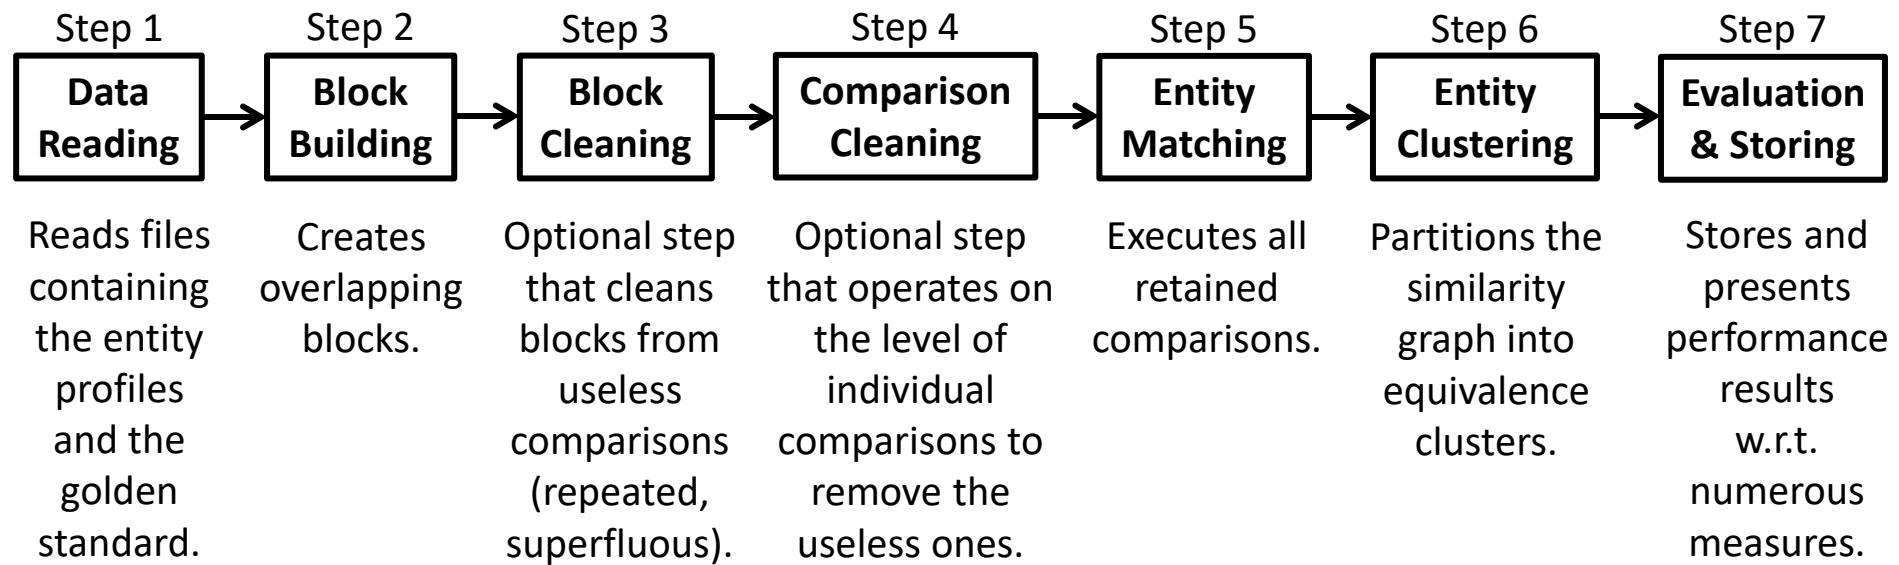 Step 1
Data
Reading
Reads files
containing
the entity
profiles
and the
golden
standard.
Step 2
Block
Building
Creates
overlapping
blocks.
Step 3
Block
Cleaning
Optional step
that cleans
blocks from
useless
comparisons
(repeated,
superfluous).
Step 4
Comparison
Cleaning
Optional step
that operates on
the level of
individual
comparisons to
remove the
useless ones.
Step 5
Entity
Matching
Executes all
retained
comparisons.
Step 6
Entity
Clustering
Partitions the
similarity
graph into
equivalence
clusters.
Step 7
Evaluation
& Storing
Stores and
presents
performance
results
w.r.t.
numerous
measures.